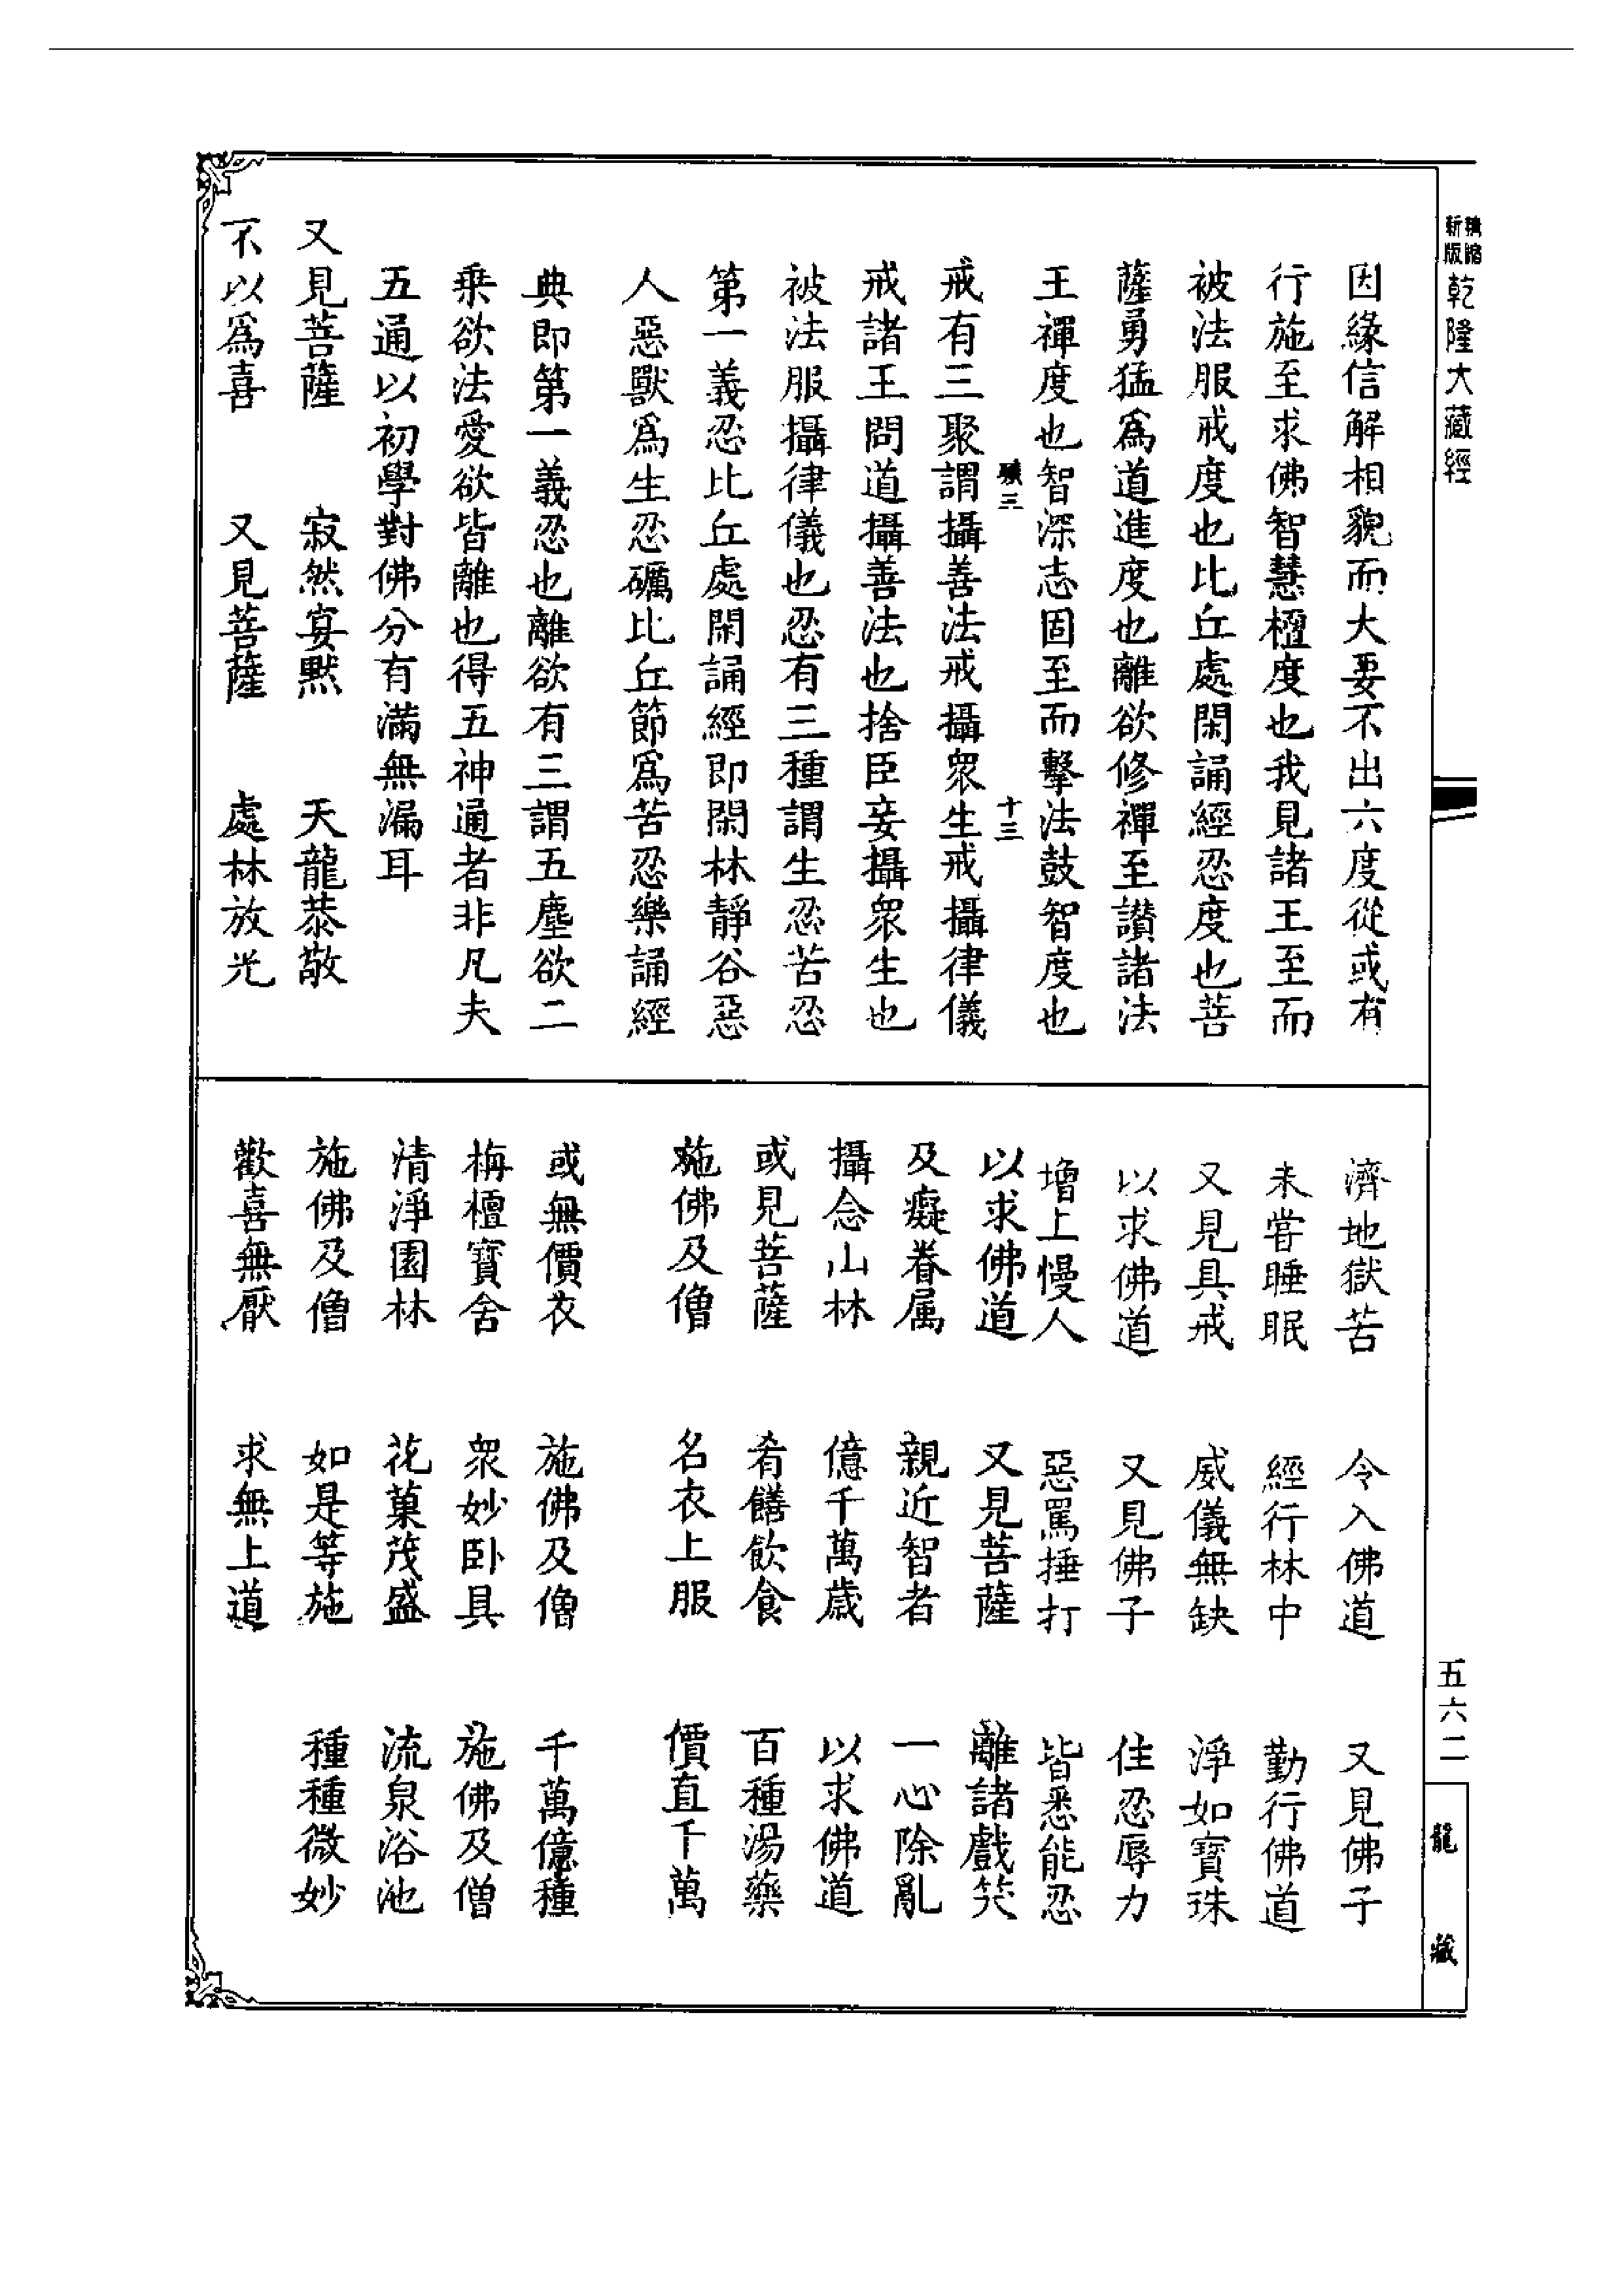 精縮新版乾隆大藏經
因緣信解相貌而大要不出六度從或有
行施至求佛智慧檀度也我見諸王至而
被法服戒度也比丘處閑誦經忍度也菩
薩勇猛為道進度也離欲修禪至讃諸法
王禪度也智深志固至而擊法鼓智度也
十三
戒有三聚謂攝善法戒攝衆生戒攝律儀
戒諸王問道攝善法也捨臣妾攝衆生也
被法服攝律儀也忍有三種謂生忍苦忍
第一義忍比丘處閑誦經即閑林靜谷惡
人惡獸為生忍礪比丘節為苦忍樂誦經
典即第一義忍也離欲有三謂五塵欲二
乘欲法愛欲皆離也得五神通者非凡夫
五通以初學對佛分有滿無漏耳
又見菩薩 寂然宴默 天龍恭敬
不以為喜 又見菩薩 處林放光
濟地獄苦 令入佛道 又見佛子
未甞睡眠 經行林中 勤行佛道
又見具戒 威儀無缺 淨如寶珠
以求佛道 又見佛子 住忍辱力
增上慢人 惡罵捶打 皆悉能忍
以求佛道 又見菩薩 離諸戲笑
及癡眷属 親近智者 一心除亂
攝念山林 億千萬歲 以求佛道
或見菩薩 肴饍飲食 百種湯藥
施佛及僧 名衣上服 價直千萬
或無價衣 施佛及僧 千萬億種
栴檀寶舍 衆妙卧具 施佛及僧
清淨園林 花菓茂盛 流泉浴池
施佛及僧 如是等施 種種微妙
歡喜無厭 求無上道
五六二
龍藏